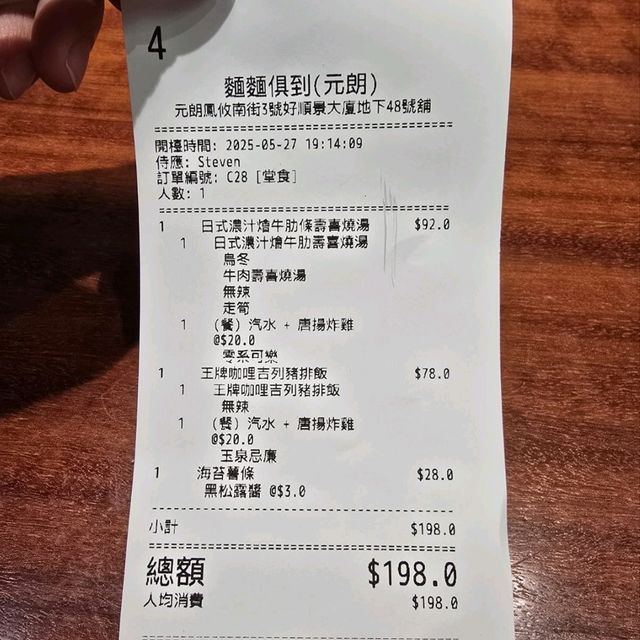 4
麵麵俱到(元朗)
元朗鳳攸南街3號好順景大廈地下48號舖
開檯時間: 2025-05-27 19:14:09
侍應: Steven
訂單編號: C28 [堂食]
人數: 1
1 日式濃汁燴牛肋條壽喜燒湯 $92.0
1 日式濃汁燴牛肋壽喜燒湯
烏冬
牛肉壽喜燒湯
無辣
走筍
1 (餐) 汽水 + 唐揚炸雞
@$20.0
零系可樂
1 王牌咖哩吉列豬排飯 $78.0
1 王牌咖哩吉列豬排飯
無辣
1 (餐) 汽水 + 唐揚炸雞
@$20.0
玉泉忌廉
1 海苔薯條 $28.0
黑松露醬 @$3.0
小計 $198.0
總額 $198.0
人均消費 $198.0